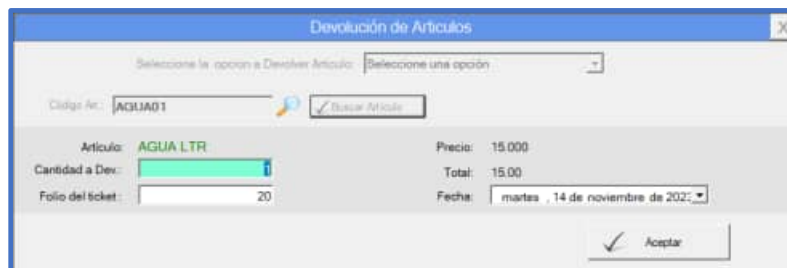 Devolución de Articulos X
Seleccione la opcion a Devolver Articulo: Seleccione una opción
Código Art.: AGUA01 Buscar Articulo
Articulo: AGUA LTR Precio: 15.000
Cantidad a Dev.: 1 Total: 15.00
Folio del ticket: 20 Fecha: martes , 14 de noviembre de 202
Aceptar